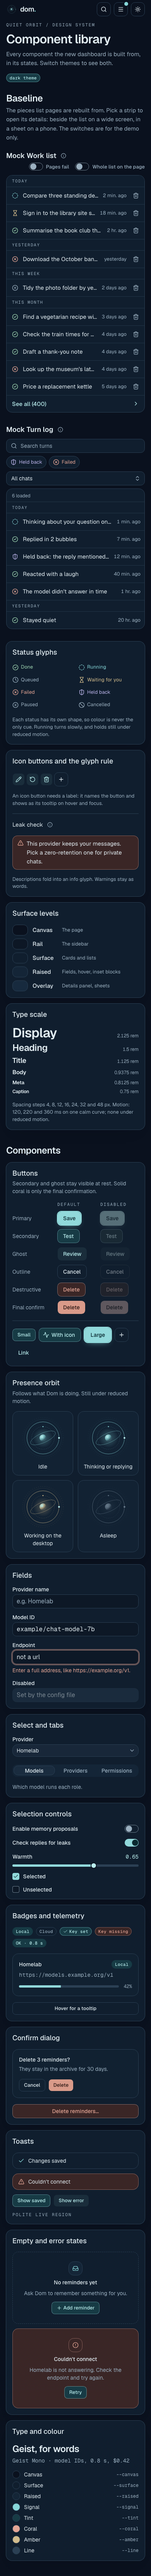 dom.
QUIET ORBIT / DESIGN SYSTEM
Component library
Every component the dashboard is built from, in its states. Switch themes to see both.
dark theme
Baseline
The pieces list pages are rebuilt from. Pick a strip to open its details: beside the list when wide, in a sheet on a phone. The switches are for the demo only.
Mock Work list
Pages fail
Whole list on the page
TODAY
Compare three standing de... 2 min. ago
Sign in to the library site s... 18 min. ago
Summarise the book club th... 2 hr. ago
YESTERDAY
Download the October ban... yesterday
THIS WEEK
Tidy the photo folder by ye... 2 days ago
THIS MONTH
Find a vegetarian recipe wi... 3 days ago
Check the train times for ... 4 days ago
Draft a thank-you note 4 days ago
Look up the museum's lat... 4 days ago
Price a replacement kettle 5 days ago
See all (400)
Mock Turn log
Search turns
Held back
Failed
All chats
6 loaded
TODAY
Thinking about your question on... 1 min. ago
Replied in 2 bubbles 7 min. ago
Held back: the reply mentioned... 12 min. ago
Reacted with a laugh 40 min. ago
The model didn't answer in time 1 hr. ago
YESTERDAY
Stayed quiet 20 hr. ago
Status glyphs
Done
Running
Queued
Waiting for you
Failed
Held back
Paused
Cancelled
Each status has its own shape, so colour is never the only cue. Running turns slowly, and holds still under reduced motion.
Icon buttons and the glyph rule
An icon button needs a label: it names the button and shows as its tooltip on hover and focus.
Leak check
This provider keeps your messages. Pick a zero-retention one for private chats.
Descriptions fold into an info glyph. Warnings stay as words.
Surface levels
Canvas The page
Rail The sidebar
Surface Cards and lists
Raised Fields, hover, inset blocks
Overlay Details panel, sheets
Type scale
Display 2.125 rem
Heading 1.5 rem
Title 1.125 rem
Body 0.9375 rem
Meta 0.8125 rem
Caption 0.75 rem
Spacing steps 4, 8, 12, 16, 24, 32 and 48 px. Motion: 120, 220 and 360 ms on one calm curve; none under reduced motion.
Components
Buttons
Secondary and ghost stay visible at rest. Solid coral is only the final confirmation.
DEFAULT DISABLED
Primary Save Save
Secondary Test Test
Ghost Review Review
Outline Cancel Cancel
Destructive Delete Delete
Final confirm Delete Delete
Small
With icon
Large
Link
Presence orbit
Follows what Dom is doing. Still under reduced motion.
Idle
Thinking or replying
Working on the desktop
Asleep
Fields
Provider name
e.g. Homelab
Model ID
example/chat-model-7b
Endpoint
not a url
Enter a full address, like https://example.org/v1.
Disabled
Set by the config file
Select and tabs
Provider
Homelab
Models Providers Permissions
Which model runs each role.
Selection controls
Enable memory proposals
Check replies for leaks
Warmth 0.65
Selected
Unselected
Badges and telemetry
Local
Cloud
Key set
Key missing
OK · 0.8 s
Homelab Local
https://models.example.org/v1
42%
Hover for a tooltip
Confirm dialog
Delete 3 reminders?
They stay in the archive for 30 days.
Cancel
Delete
Delete reminders...
Toasts
Changes saved
Couldn't connect
Show saved
Show error
POLITE LIVE REGION
Empty and error states
No reminders yet
Ask Dom to remember something for you.
Add reminder
Couldn't connect
Homelab is not answering. Check the endpoint and try again.
Retry
Type and colour
Geist, for words
Geist Mono · model IDs, 0.8 s, $0.42
Canvas --canvas
Surface --surface
Raised --raised
Signal --signal
Tint --tint
Coral --coral
Amber --amber
Line --line